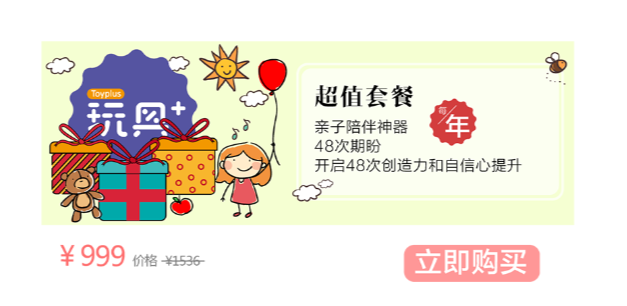 Toyplus
玩具+
超值套餐
亲子陪伴神器
每/年
48次期盼
开启48次创造力和自信心提升
￥999 价格 ¥1536
立即购买